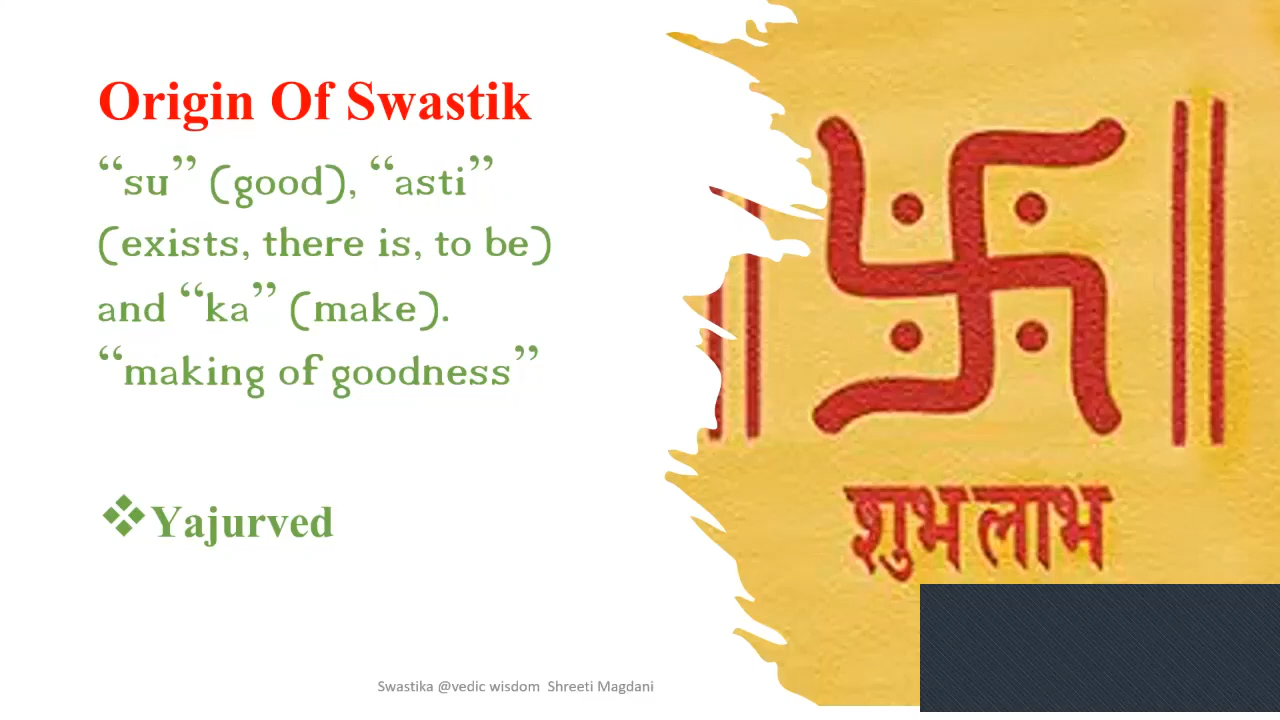 Origin Of Swastik
“su” (good), “asti”
(exists, there is, to be)
and “ka” (make).
“making of goodness”
❖Yajurved
शुभ लाभ
Swastika @vedic wisdom  Shreeti Magdani